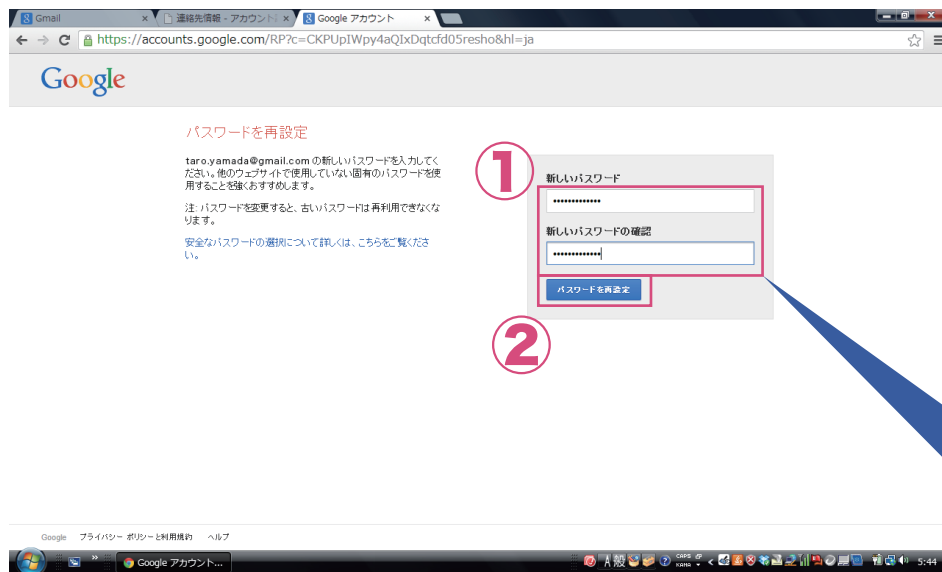 Gmail
連絡先情報 - アカウント
Google アカウント
https://accounts.google.com/RP?c=CKPUpIWpy4aQIxDqtcfd05resho&hl=ja
Google
パスワードを再設定
taro.yamada@gmail.com の新しいパスワードを入力してく
ださい。他のウェブサイトで使用していない固有のパスワードを使
用することを強くおすすめします。
注: パスワードを変更すると、古いパスワードは再利用できなくな
ります。
安全なパスワードの選択について詳しくは、こちらをご覧くださ
い。
①
新しいパスワード
•••••••••••••
新しいパスワードの確認
•••••••••••••
パスワードを再設定
②
Google プライバシー ポリシーと利用規約 ヘルプ
Google アカウント...
A 般
CAPS
KANA
5:44